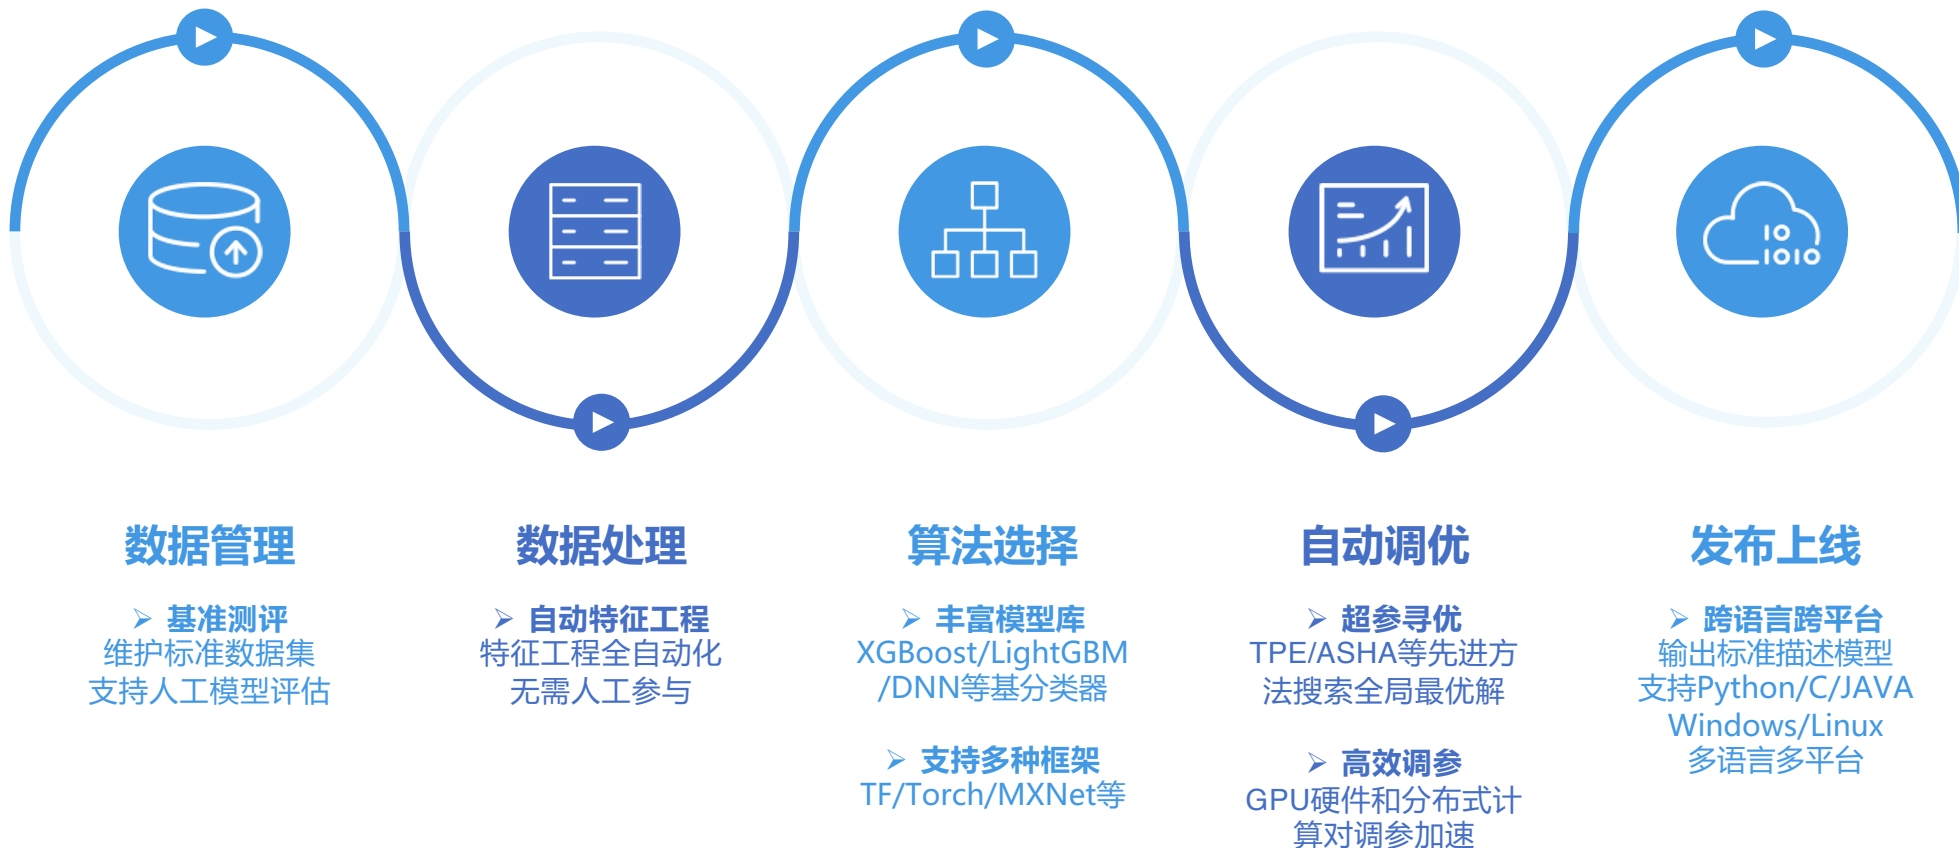 10
1010
数据管理
➢ 基准测评
维护标准数据集
支持人工模型评估
数据处理
➢ 自动特征工程
特征工程全自动化
无需人工参与
算法选择
➢ 丰富模型库
XGBoost/LightGBM
/DNN等基分类器
➢ 支持多种框架
TF/Torch/MXNet等
自动调优
➢ 超参寻优
TPE/ASHA等先进方
法搜索全局最优解
➢ 高效调参
GPU硬件和分布式计
算对调参加速
发布上线
➢ 跨语言跨平台
输出标准描述模型
支持Python/C/JAVA
Windows/Linux
多语言多平台